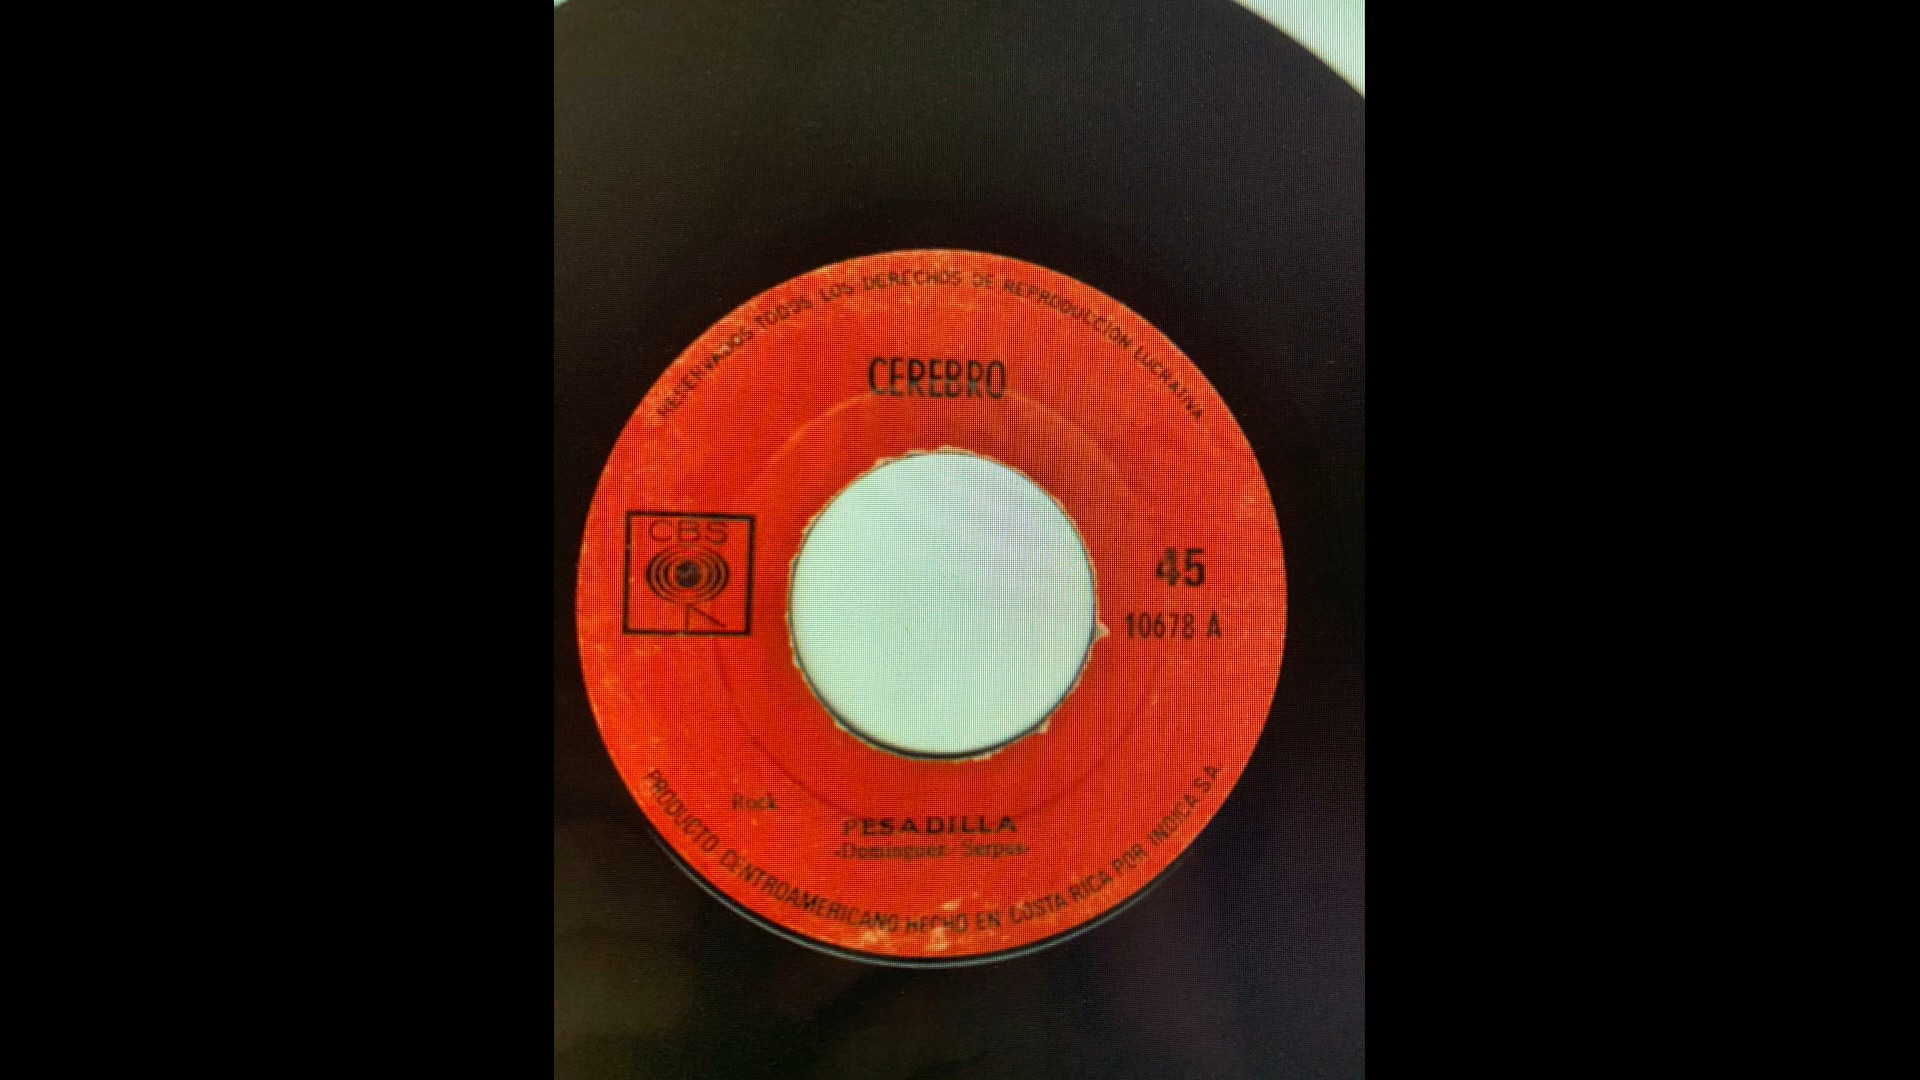 RESERVADOS TODOS LOS DERECHOS DE REPRODUCCION LUCRATIVA
CEREBRO
CBS
45
10678 A
Rock
PESADILLA
-Dominguez-
PRODUCTO CENTROAMERICANO HECHO EN COSTA RICA POR INDICA S.A.